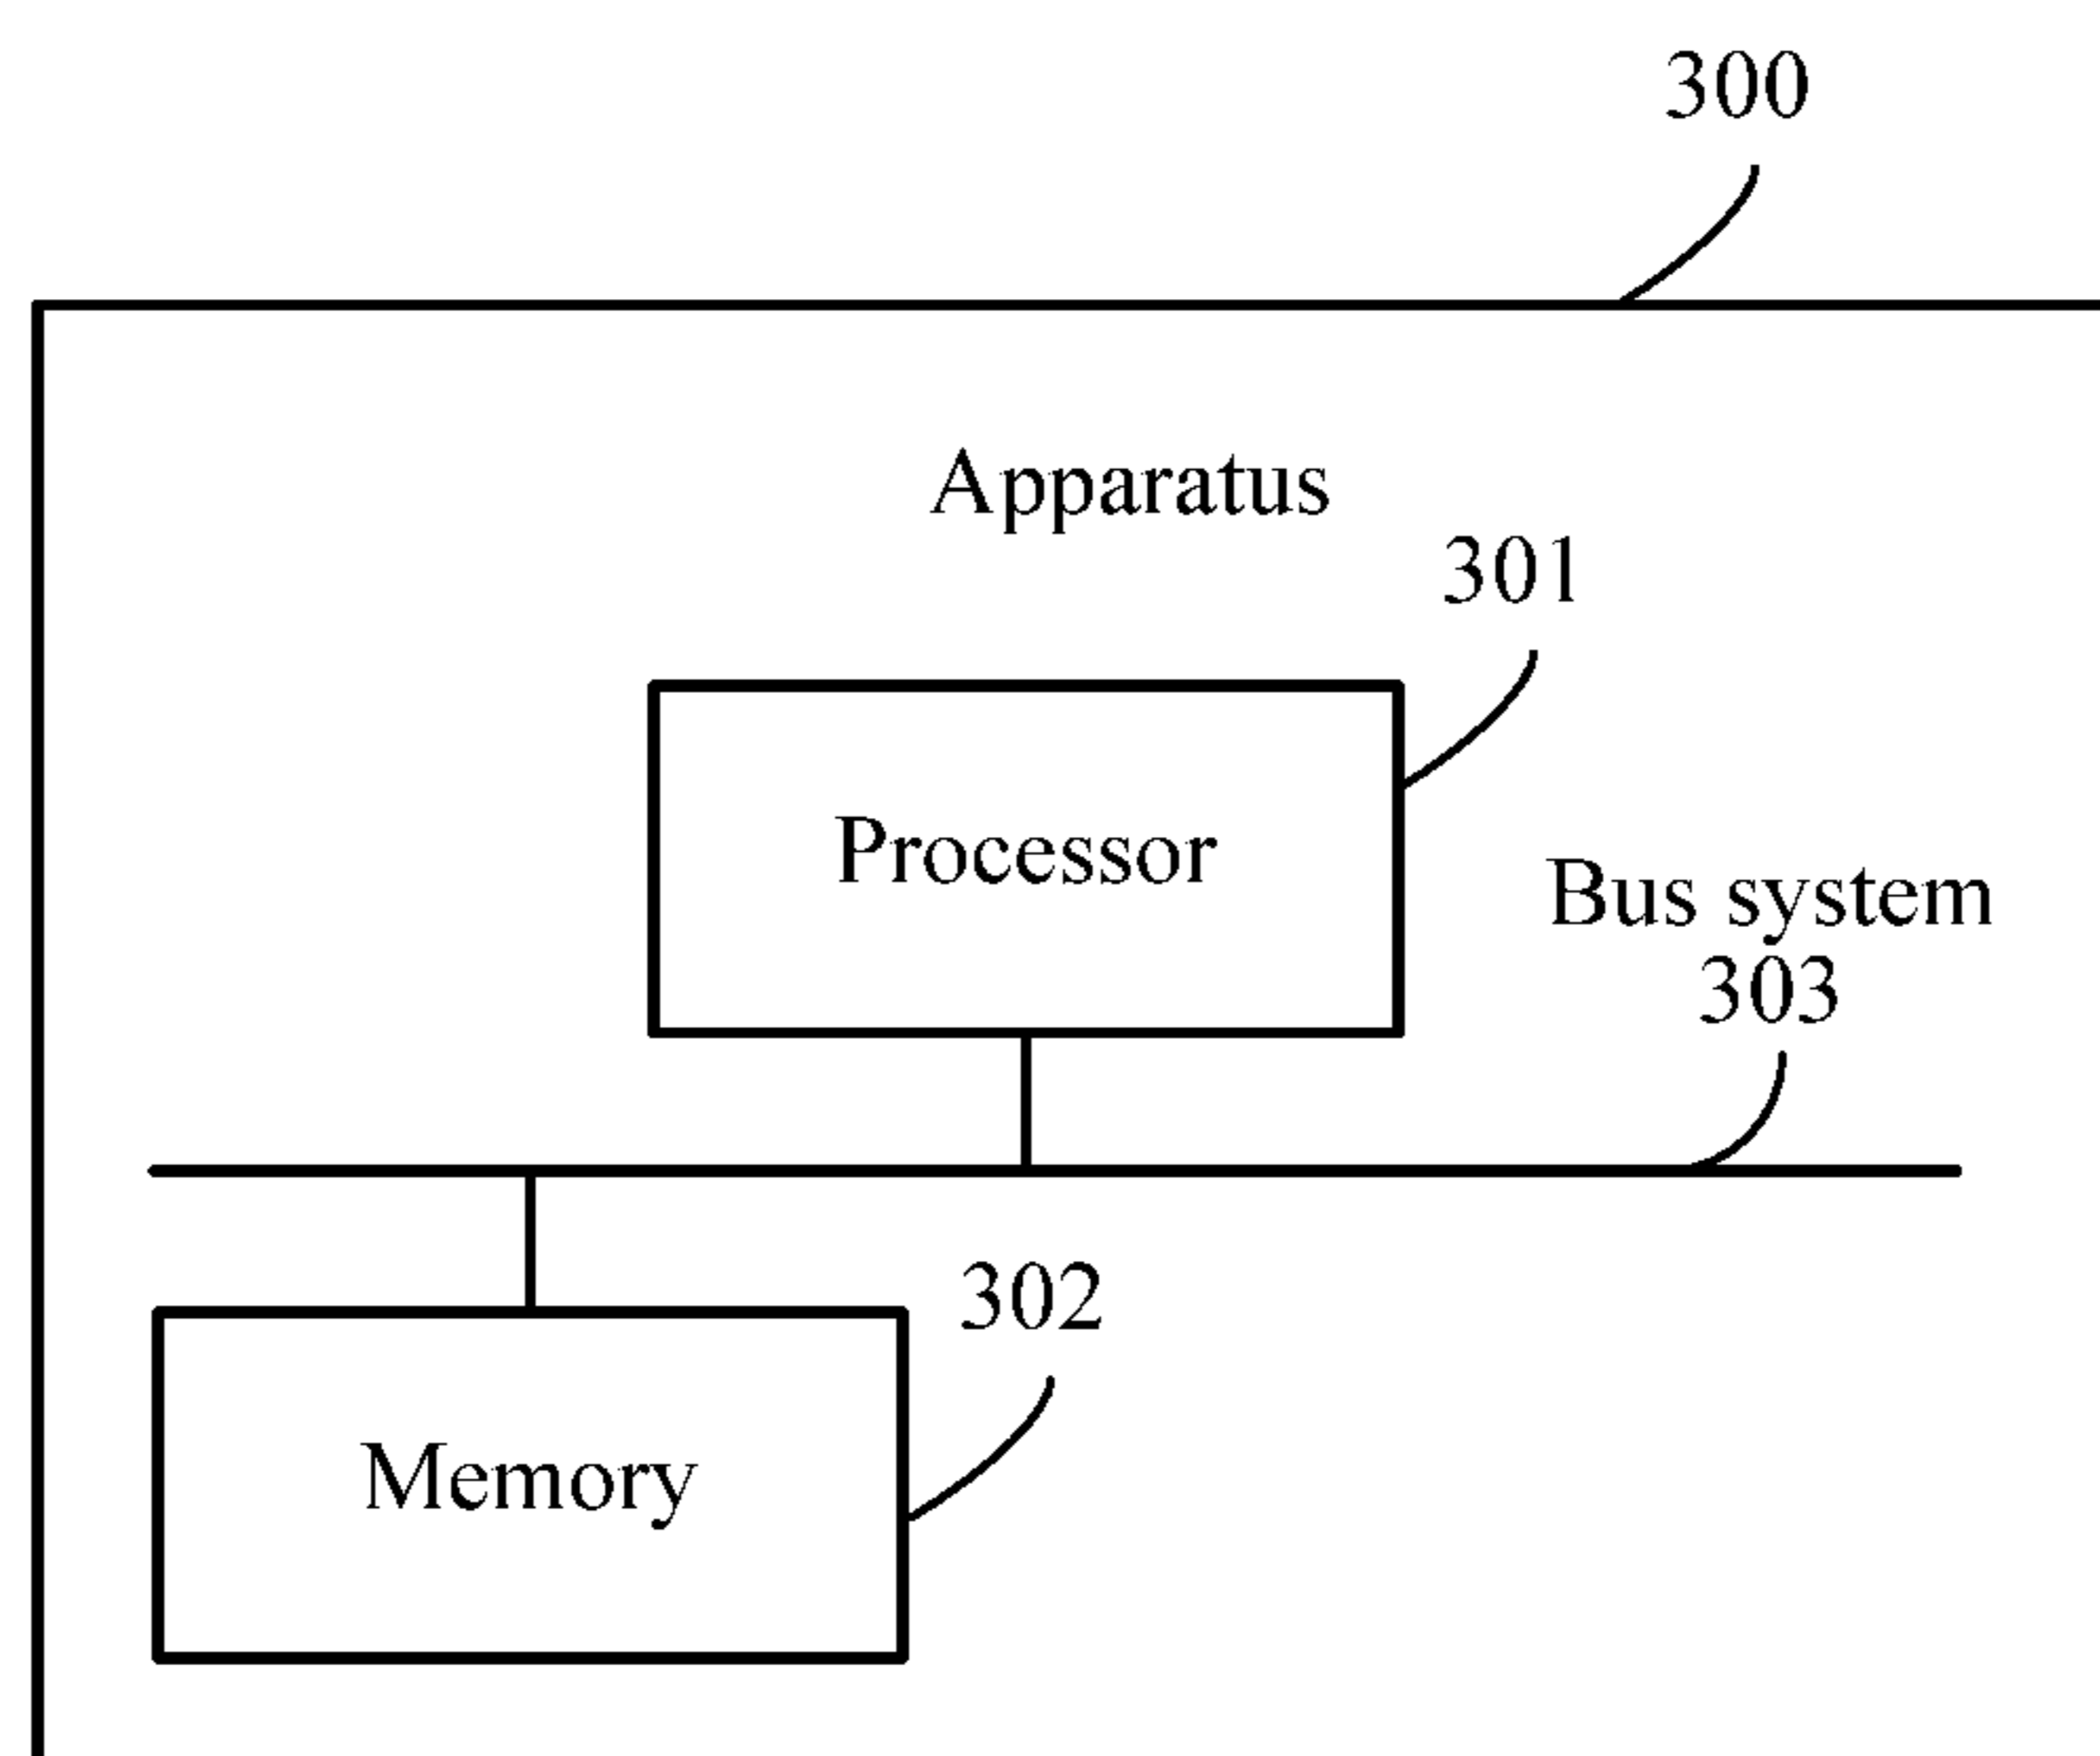 300
Apparatus
301
Processor
Bus system
303
302
Memory